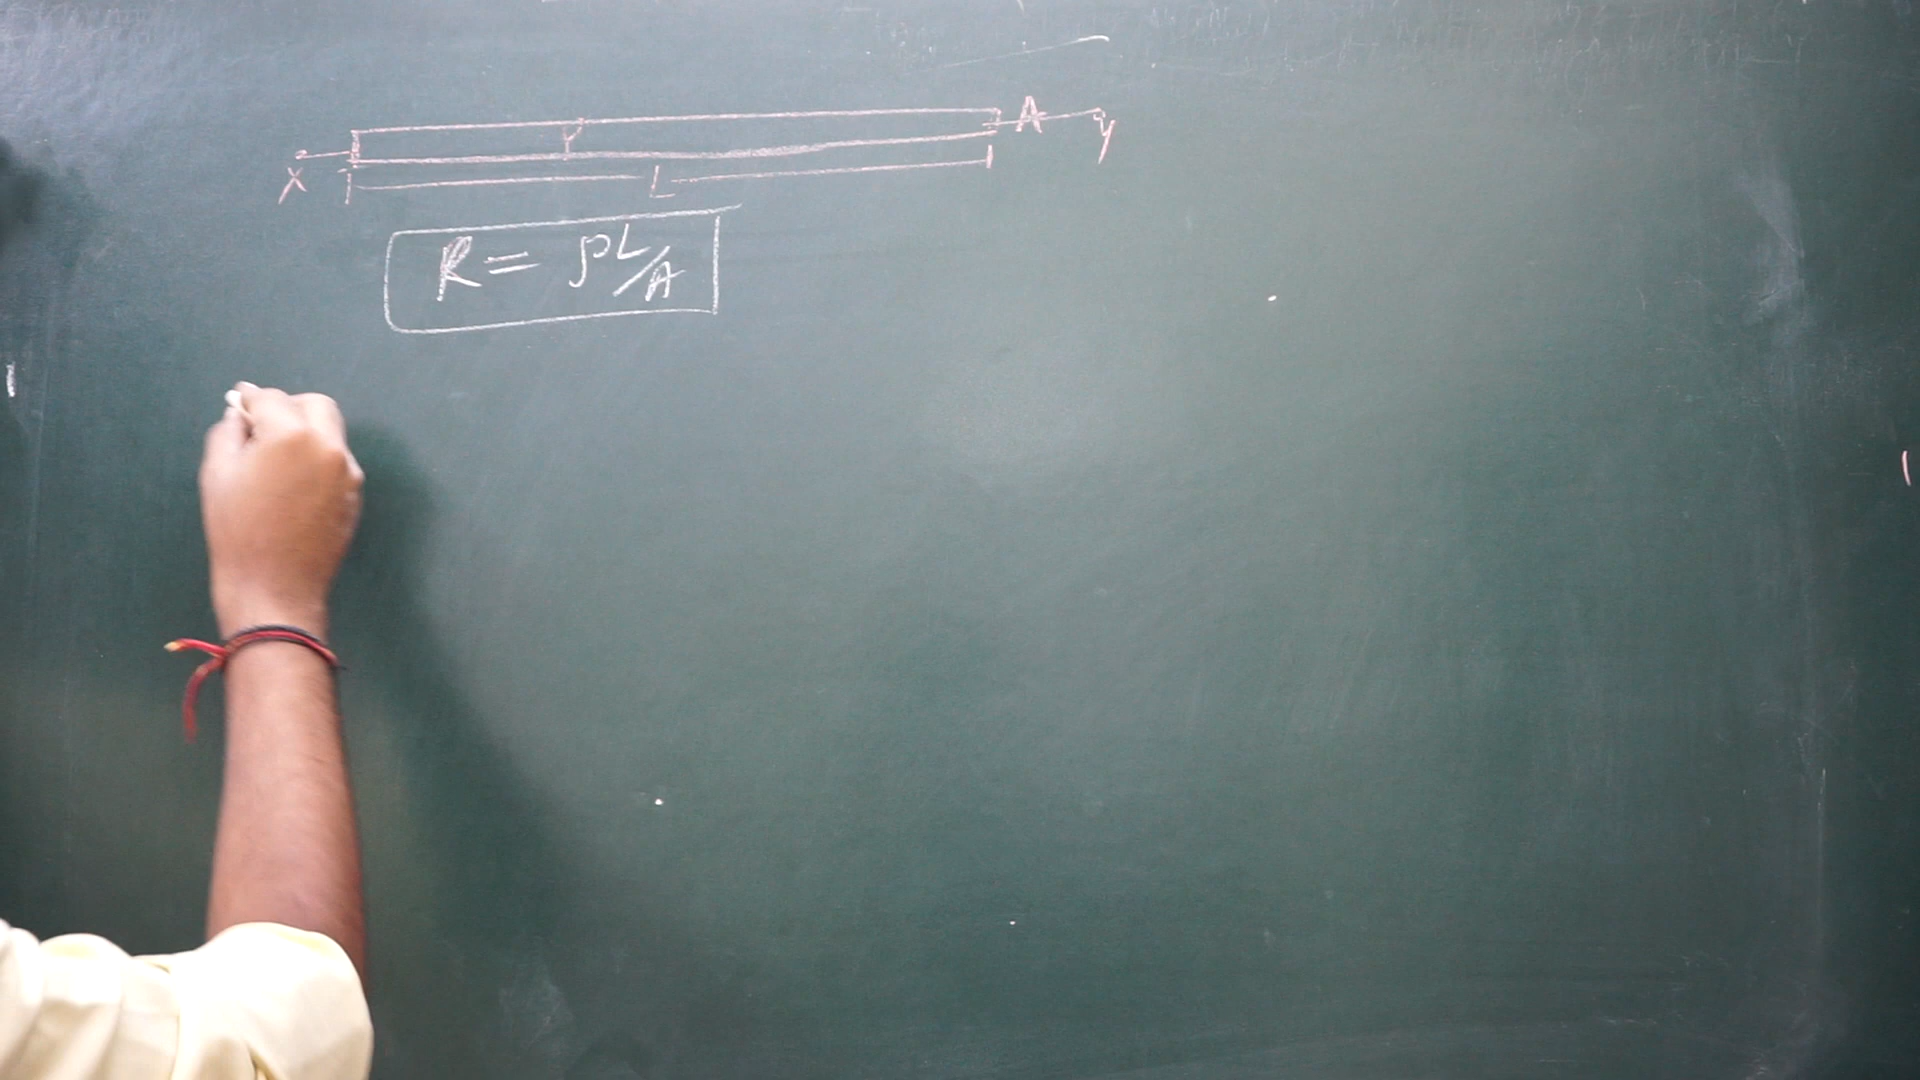 A
X y
L
R = ρL/A